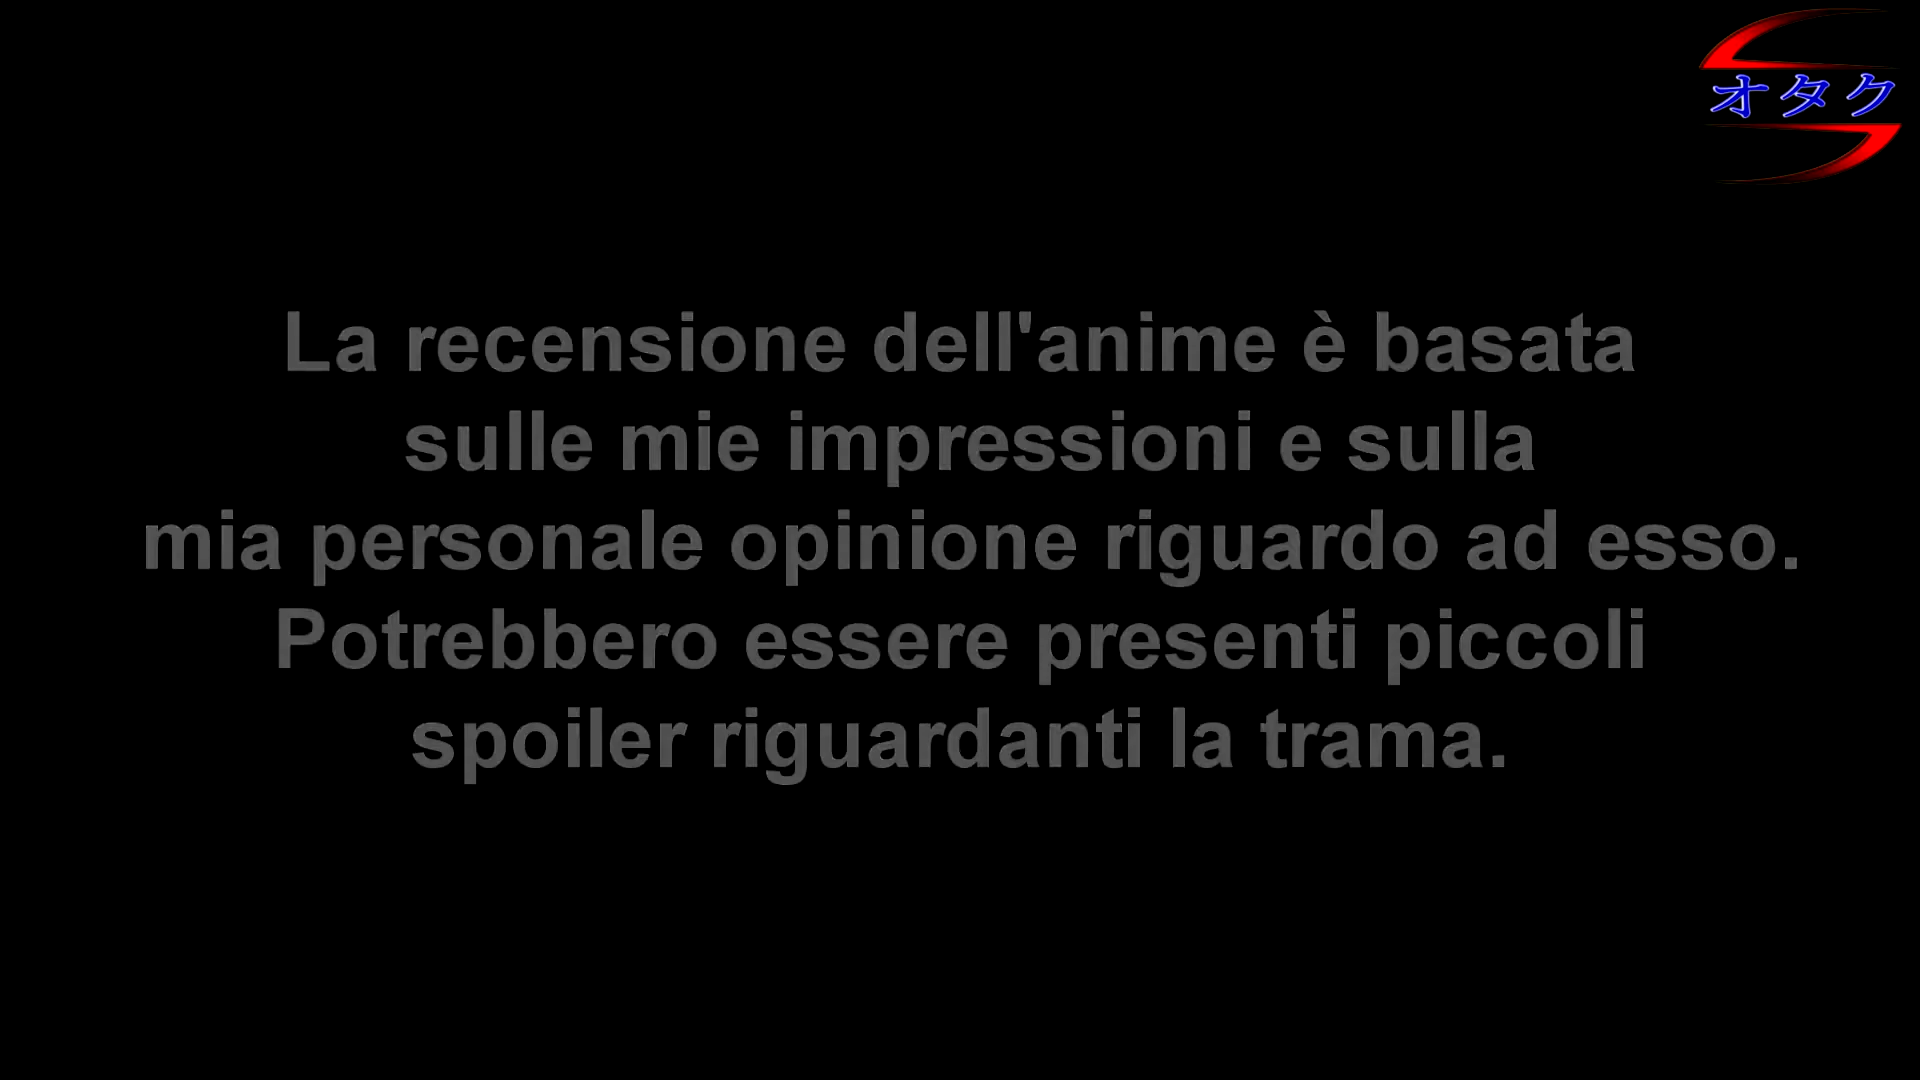 オタク
La recensione dell'anime è basata
sulle mie impressioni e sulla
mia personale opinione riguardo ad esso.
Potrebbero essere presenti piccoli
spoiler riguardanti la trama.